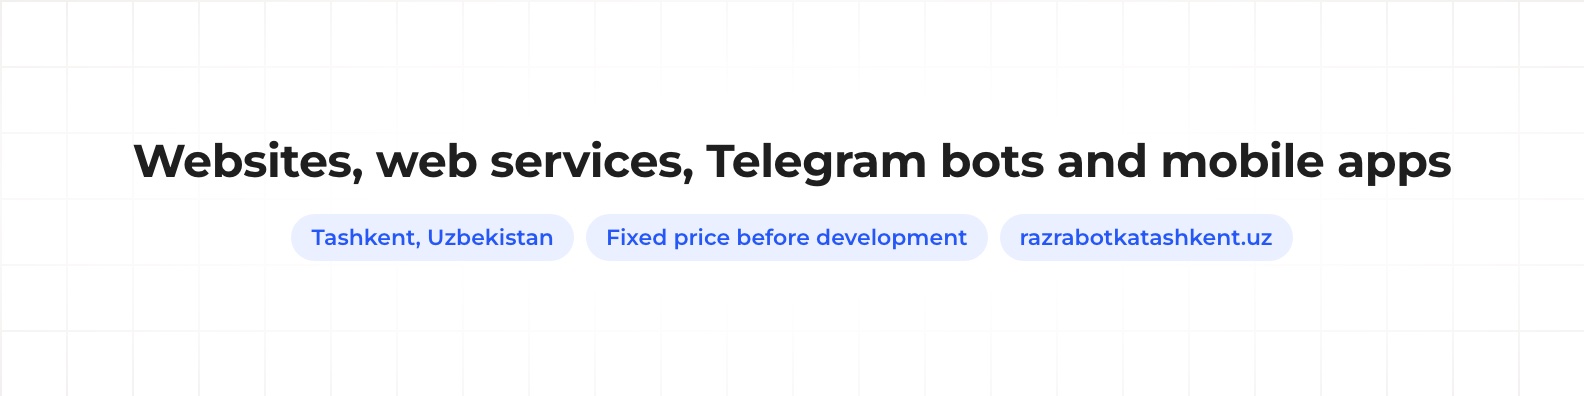 Websites, web services, Telegram bots and mobile apps
Tashkent, Uzbekistan Fixed price before development razrabotkatashkent.uz